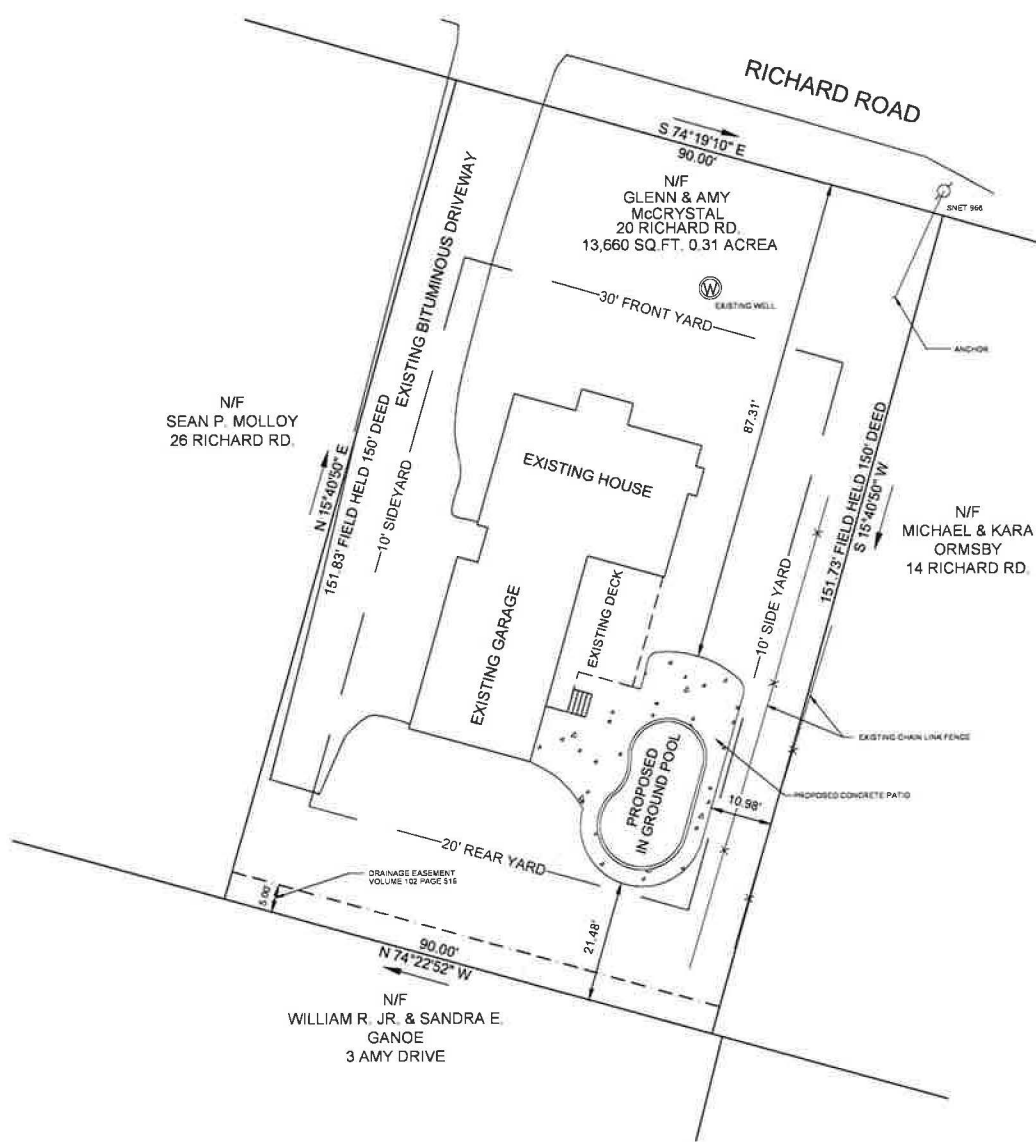 RICHARD ROAD
S 74°19'10" E
90.00'
N/F
GLENN & AMY
McCRYSTAL
20 RICHARD RD.
13,660 SQ.FT. 0.31 ACREA
SNET 966
W
EXISTING WELL
30' FRONT YARD
ANCHOR
EXISTING BITUMINOUS DRIVEWAY
N/F
SEAN P. MOLLOY
26 RICHARD RD.
N 15°40'50" E
151.83' FIELD HELD 150' DEED
10' SIDEYARD
87.31'
EXISTING HOUSE
151.73' FIELD HELD 150' DEED
S 15°40'50" W
N/F
MICHAEL & KARA
ORMSBY
14 RICHARD RD.
10' SIDE YARD
EXISTING DECK
EXISTING GARAGE
EXISTING CHAIN LINK FENCE
PROPOSED
IN GROUND POOL
PROPOSED CONCRETE PATIO
10.98'
20' REAR YARD
DRAINAGE EASEMENT
VOLUME 102 PAGE 516
5.00'
21.48'
90.00'
N 74°22'52" W
N/F
WILLIAM R. JR. & SANDRA E.
GANOE
3 AMY DRIVE